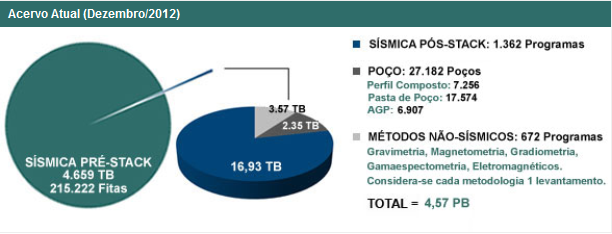 Acervo Atual (Dezembro/2012)
SÍSMICA PRÉ-STACK
4.659 TB
215.222 Fitas
3.57 TB
2.35 TB
16,93 TB
SÍSMICA PÓS-STACK: 1.362 Programas
POÇO: 27.182 Poços
Perfil Composto: 7.256
Pasta de Poço: 17.574
AGP: 6.907
MÉTODOS NÃO-SÍSMICOS: 672 Programas
Gravimetria, Magnetometria, Gradiometria,
Gamaespectometria, Eletromagnéticos.
Considera-se cada metodologia 1 levantamento.
TOTAL = 4,57 PB